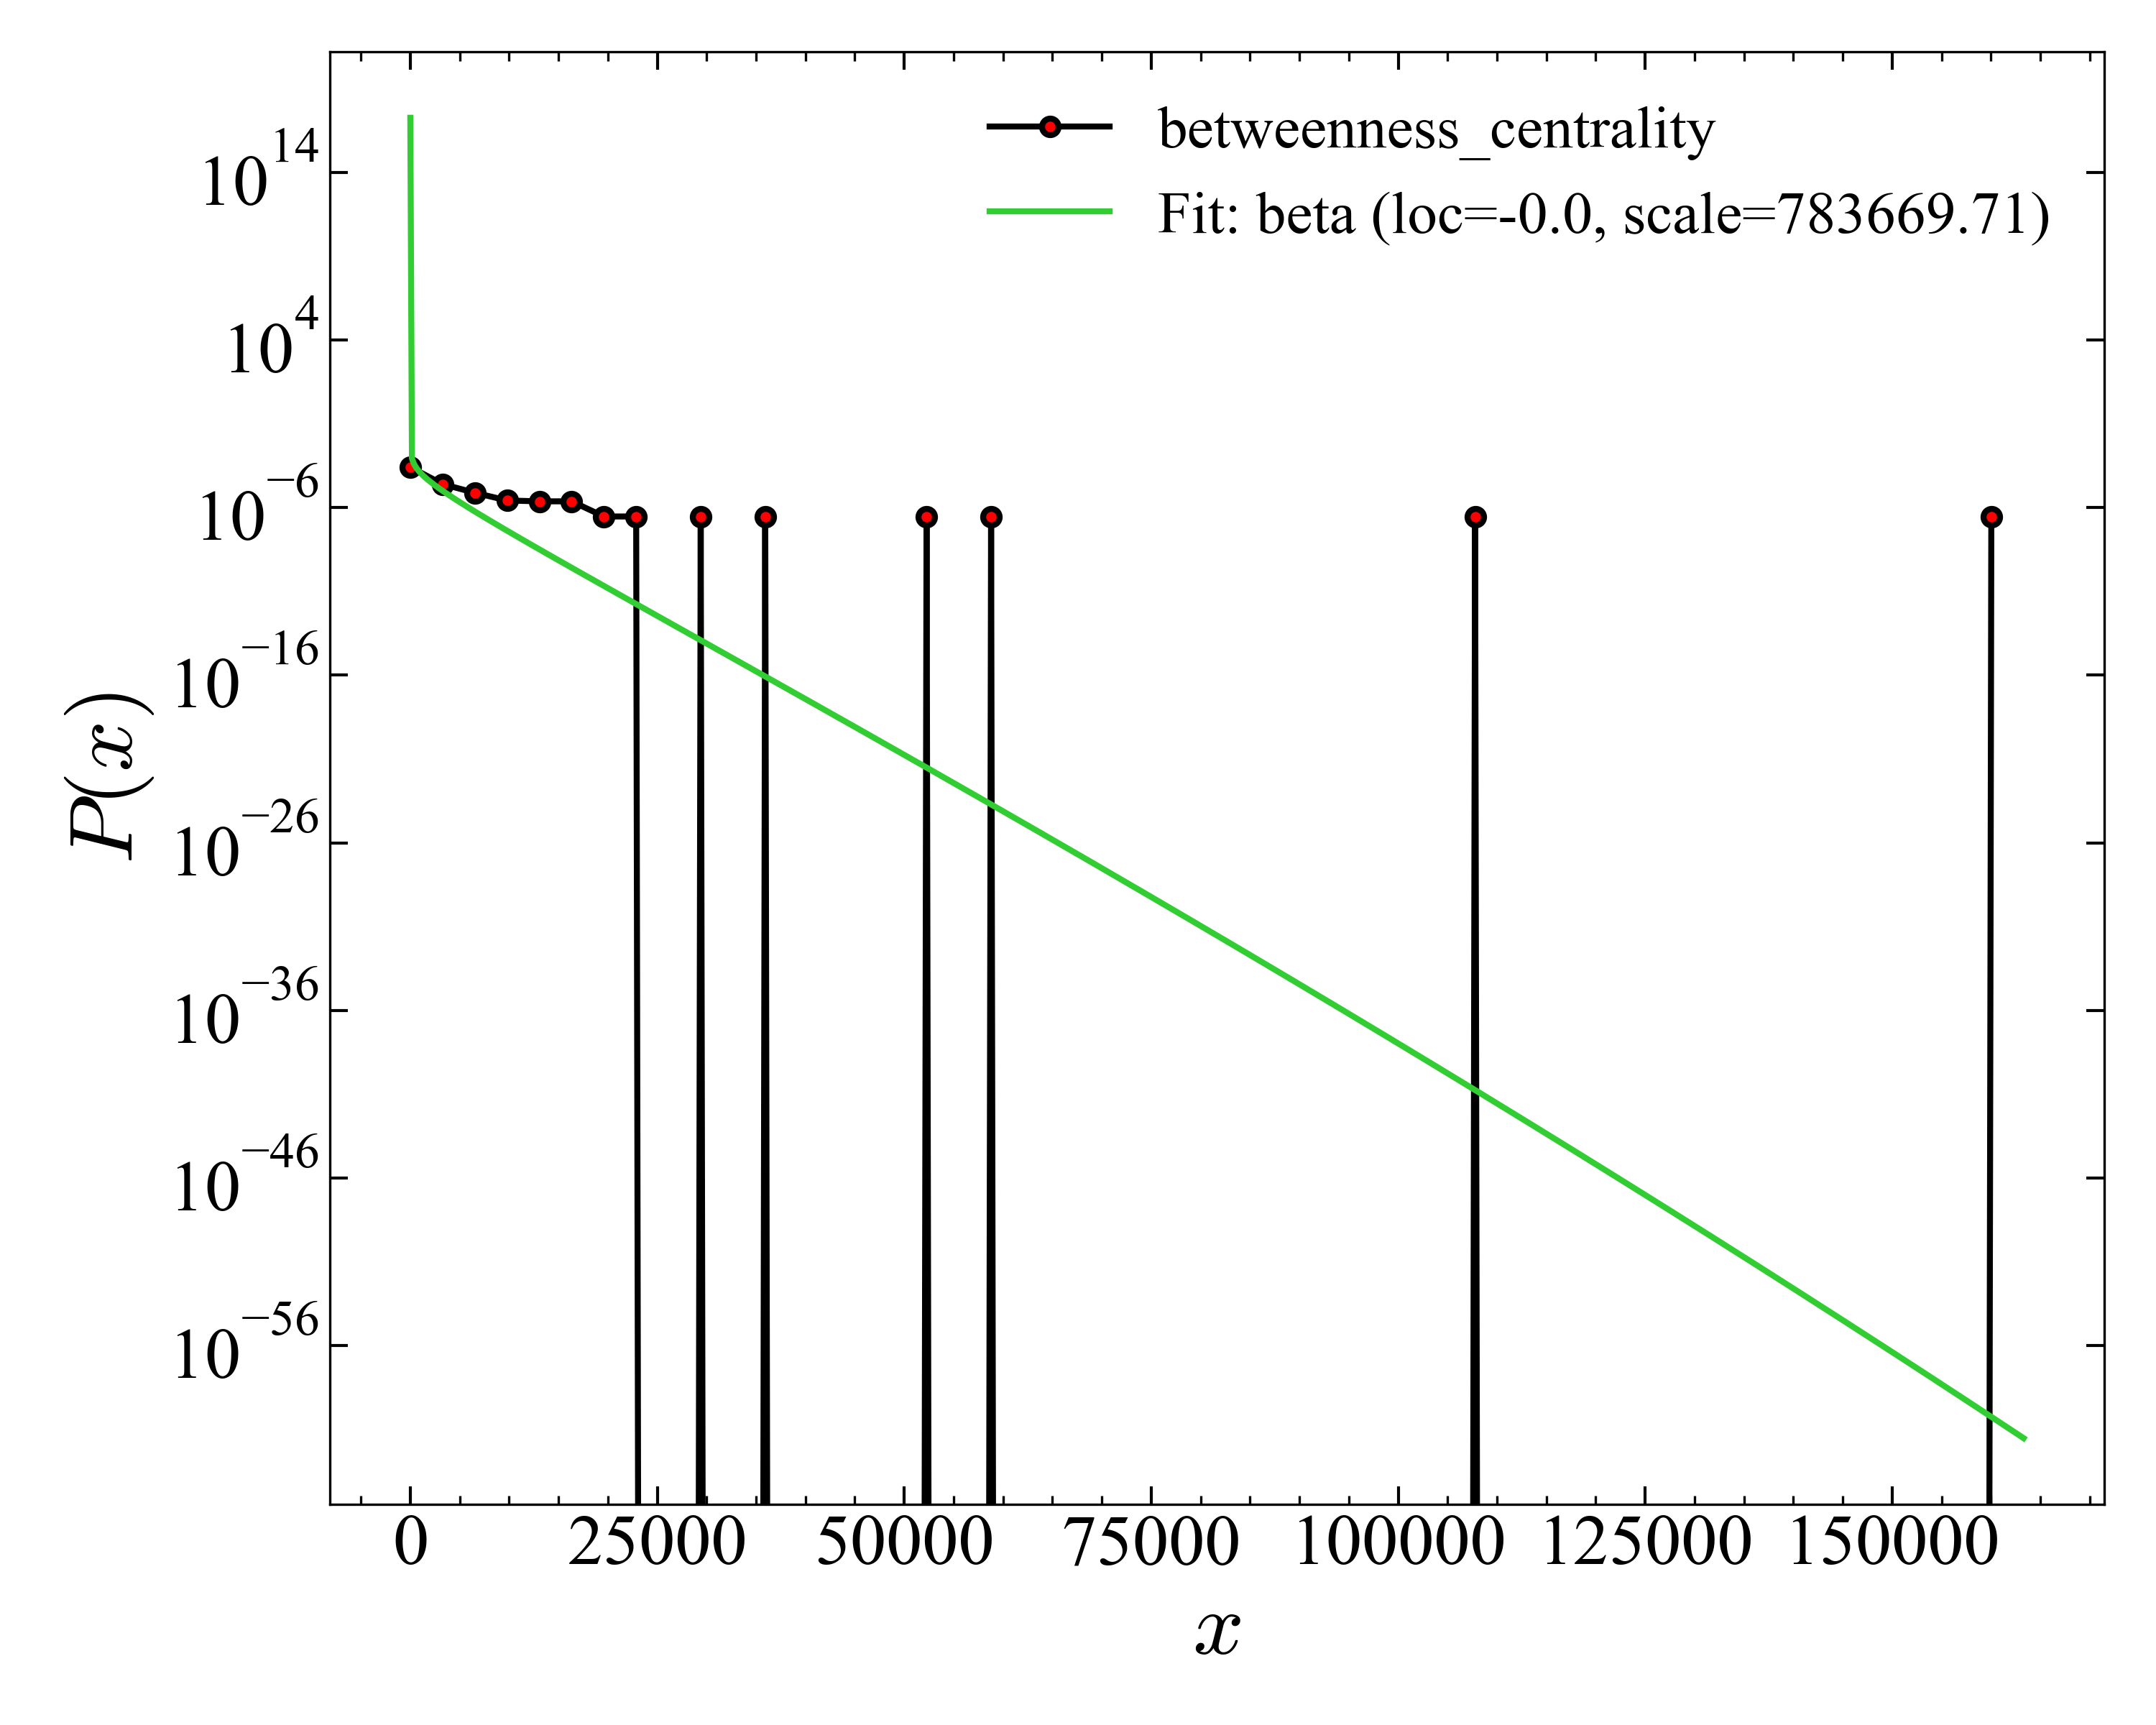 betweenness_centrality
Fit: beta (loc=-0.0, scale=783669.71)
10^14
10^4
10^−6
10^−16
10^−26
10^−36
10^−46
10^−56
P(x)
0 25000 50000 75000 100000 125000 150000
x